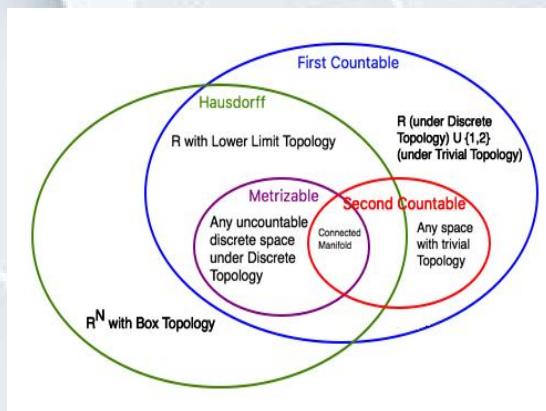 First Countable
Hausdorff
R (under Discrete
Topology) U {1,2}
(under Trivial Topology)
R with Lower Limit Topology
Metrizable
Second Countable
Any uncountable
discrete space
under Discrete
Topology
Connected
Manifold
Any space
with trivial
Topology
R^N with Box Topology